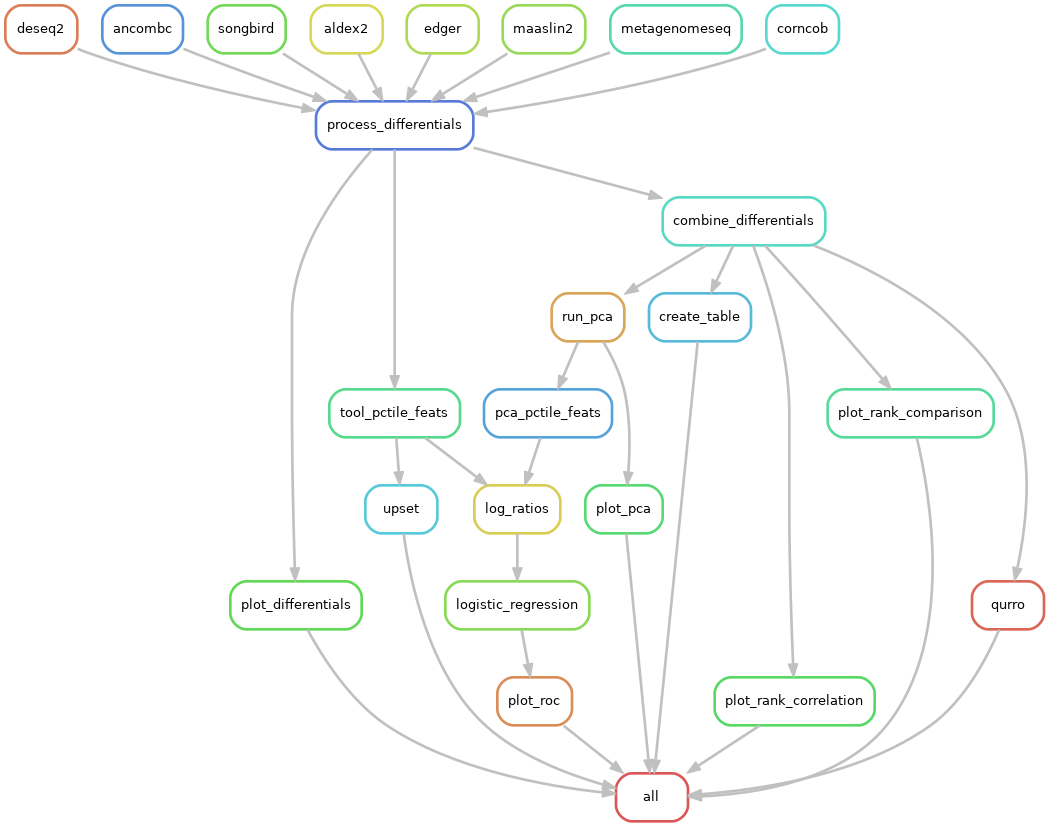 deseq2
ancombc
songbird
aldex2
edger
maaslin2
metagenomeseq
corncob
process_differentials
combine_differentials
run_pca
create_table
tool_pctile_feats
pca_pctile_feats
plot_rank_comparison
upset
log_ratios
plot_pca
plot_differentials
logistic_regression
qurro
plot_roc
plot_rank_correlation
all